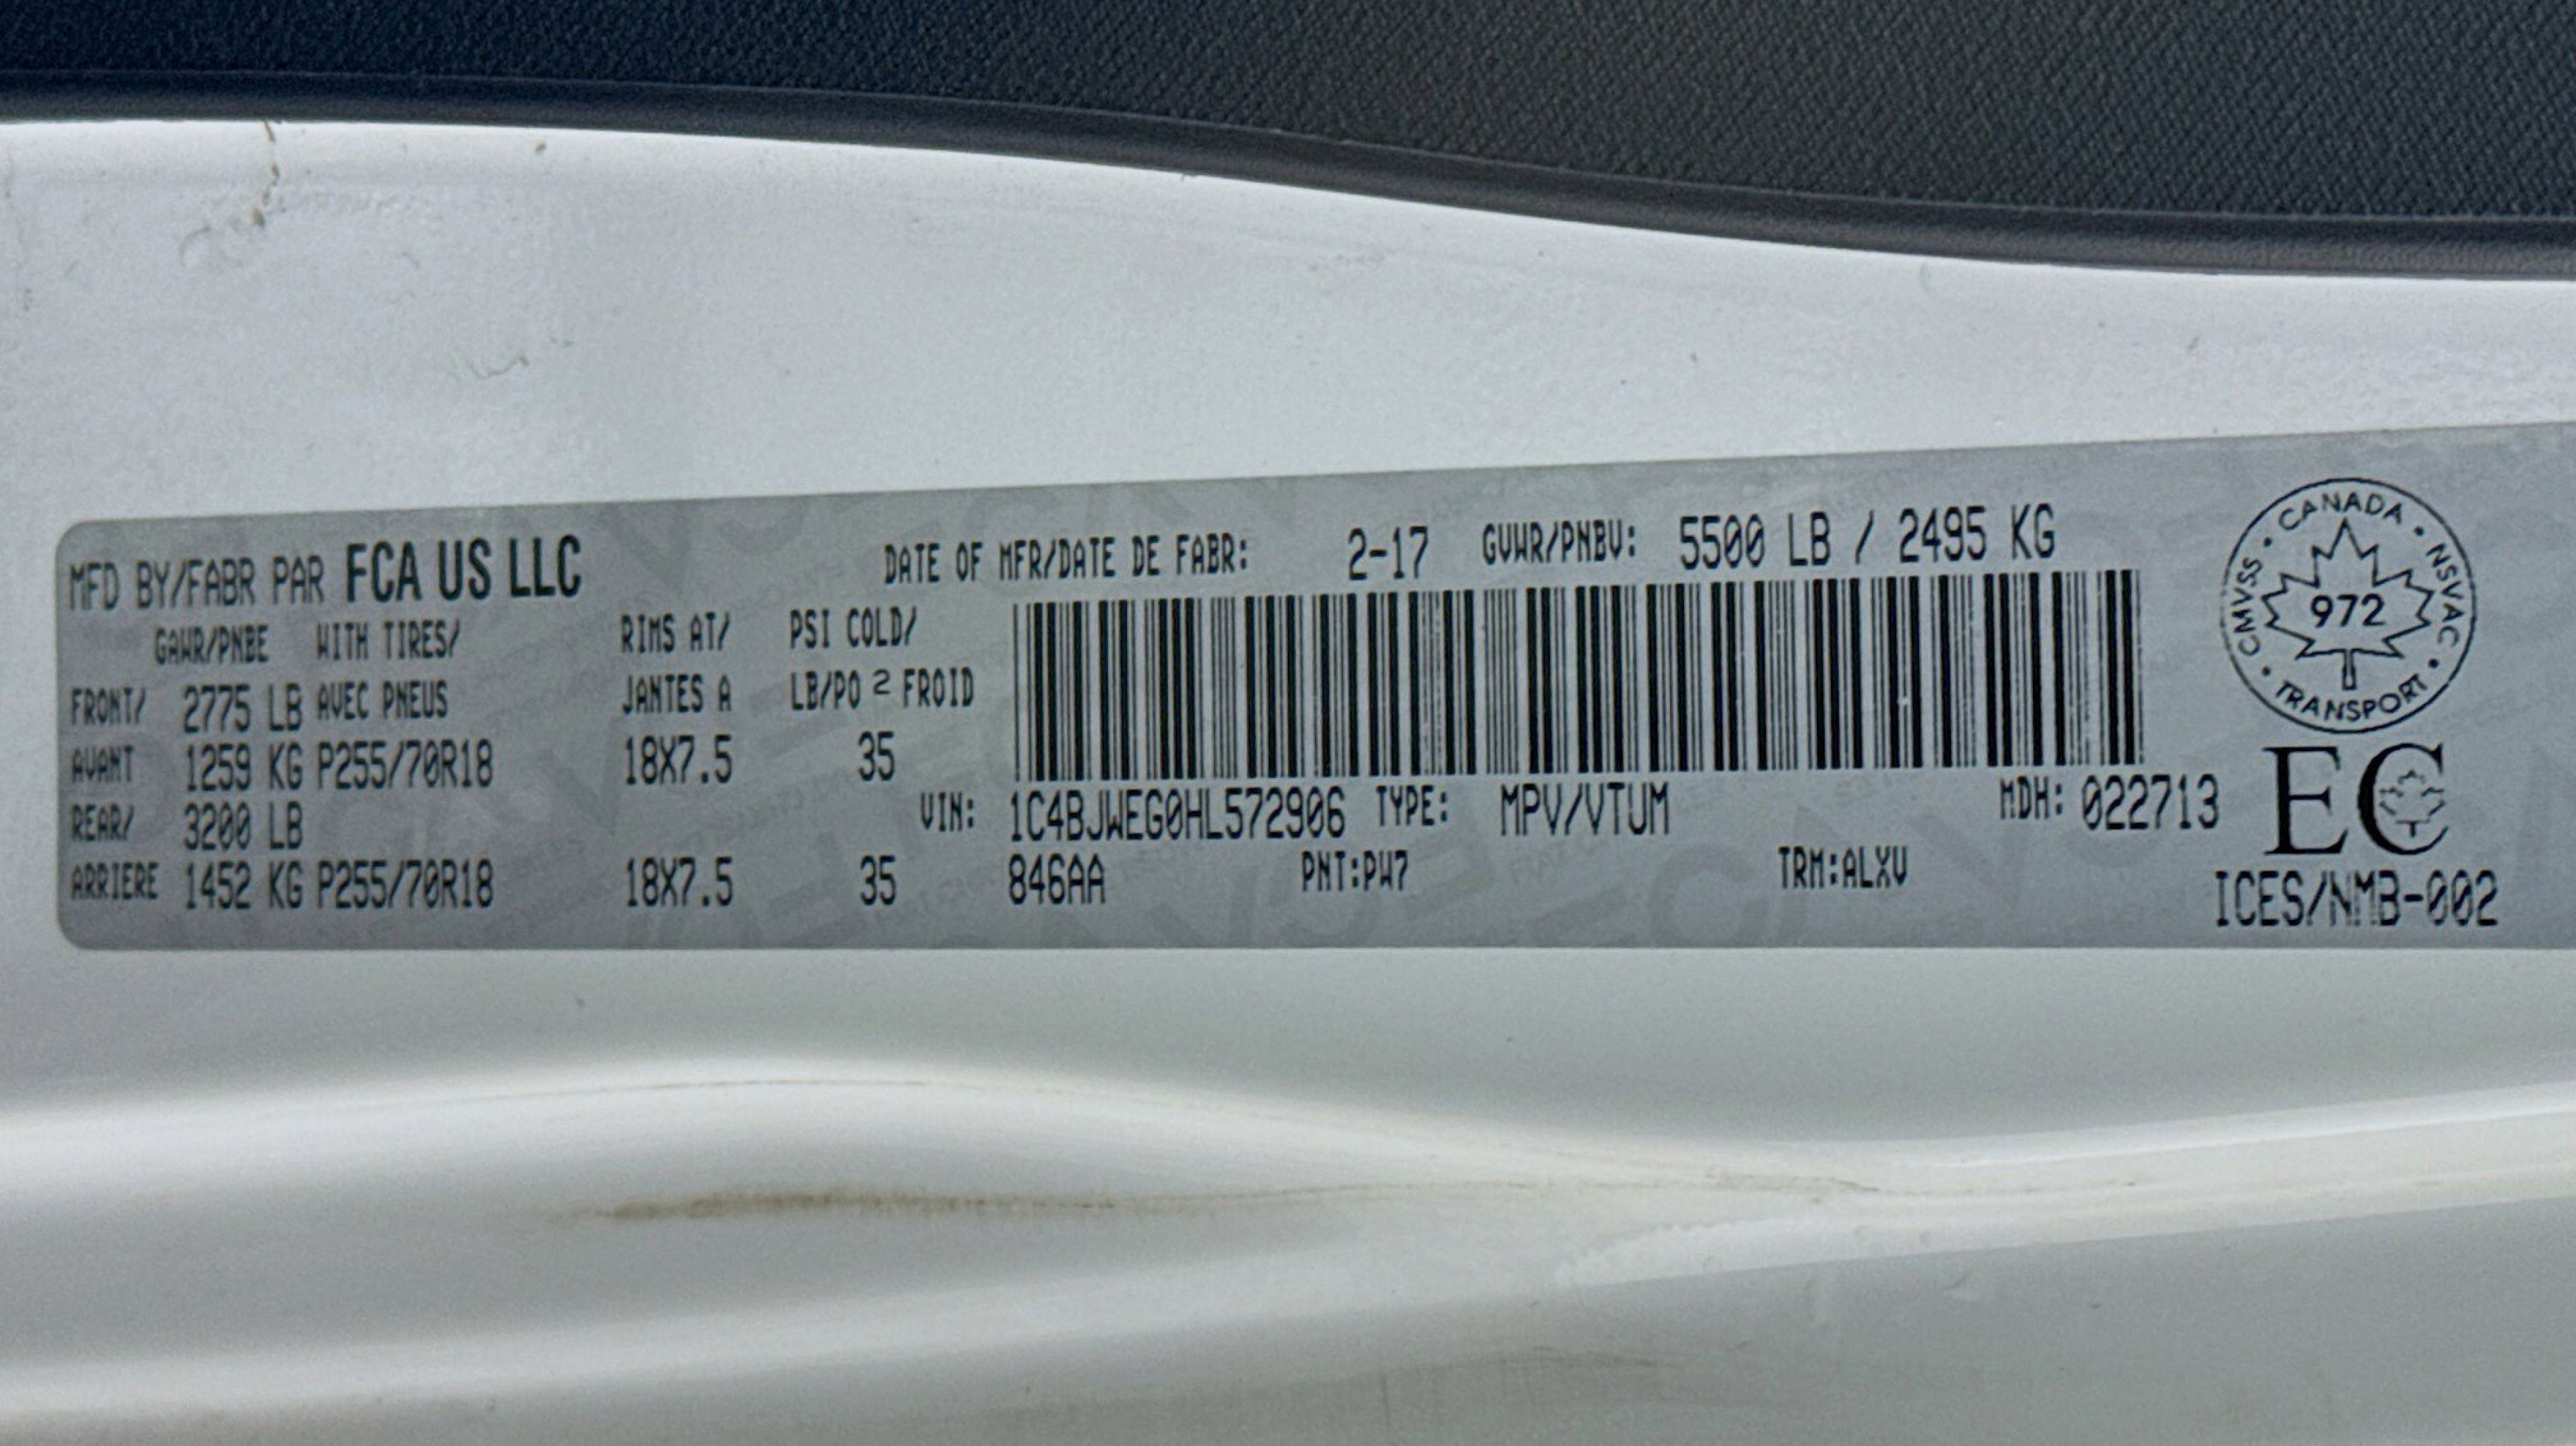 MFD BY/FABR PAR FCA US LLC DATE OF MFR/DATE DE FABR: 2-17 GVWR/PNBV: 5500 LB / 2495 KG
GAWR/PNBE WITH TIRES/ RIMS AT/ PSI COLD/
FRONT/ 2775 LB AVEC PNEUS JANTES A LB/PO 2 FROID
AVANT 1259 KG P255/70R18 18X7.5 35
REAR/ 3200 LB VIN: 1C4BJWEG0HL572906 TYPE: MPV/VTUM MDH: 022713
ARRIERE 1452 KG P255/70R18 18X7.5 35 846AA PNT:PW7 TRM:ALXV
CANADA • NSVAC • TRANSPORT • CMVSS •
972
EC
ICES/NMB-002